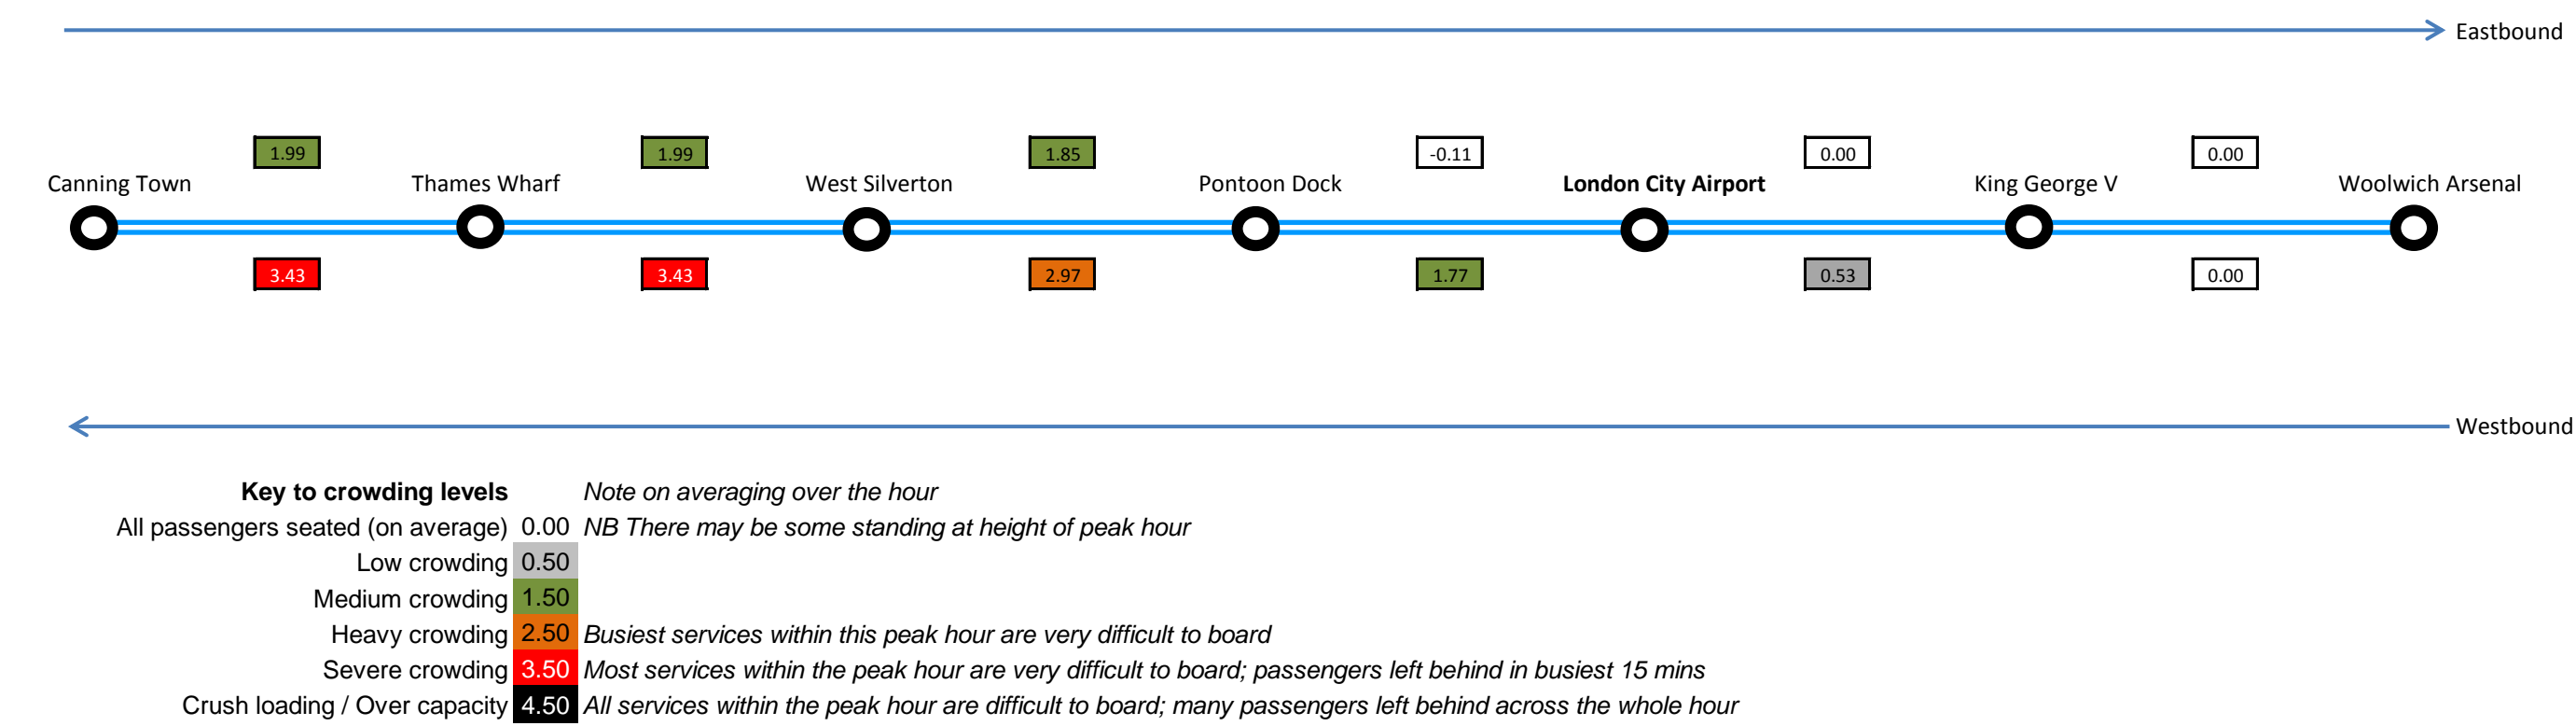 Eastbound
1.99 1.99 1.85 -0.11 0.00 0.00
Canning Town Thames Wharf West Silverton Pontoon Dock London City Airport King George V Woolwich Arsenal
3.43 3.43 2.97 1.77 0.53 0.00
Westbound
Key to crowding levels Note on averaging over the hour
All passengers seated (on average) 0.00 NB There may be some standing at height of peak hour
Low crowding 0.50
Medium crowding 1.50
Heavy crowding 2.50 Busiest services within this peak hour are very difficult to board
Severe crowding 3.50 Most services within the peak hour are very difficult to board; passengers left behind in busiest 15 mins
Crush loading / Over capacity 4.50 All services within the peak hour are difficult to board; many passengers left behind across the whole hour